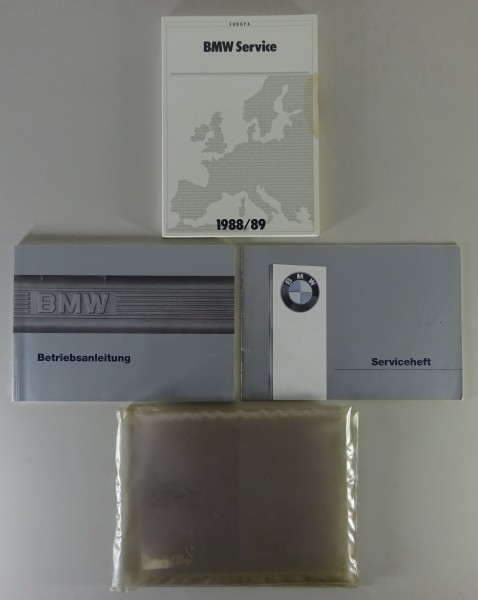 EUROPA
BMW Service
1988/89
BMW
Betriebsanleitung
BMW
Serviceheft